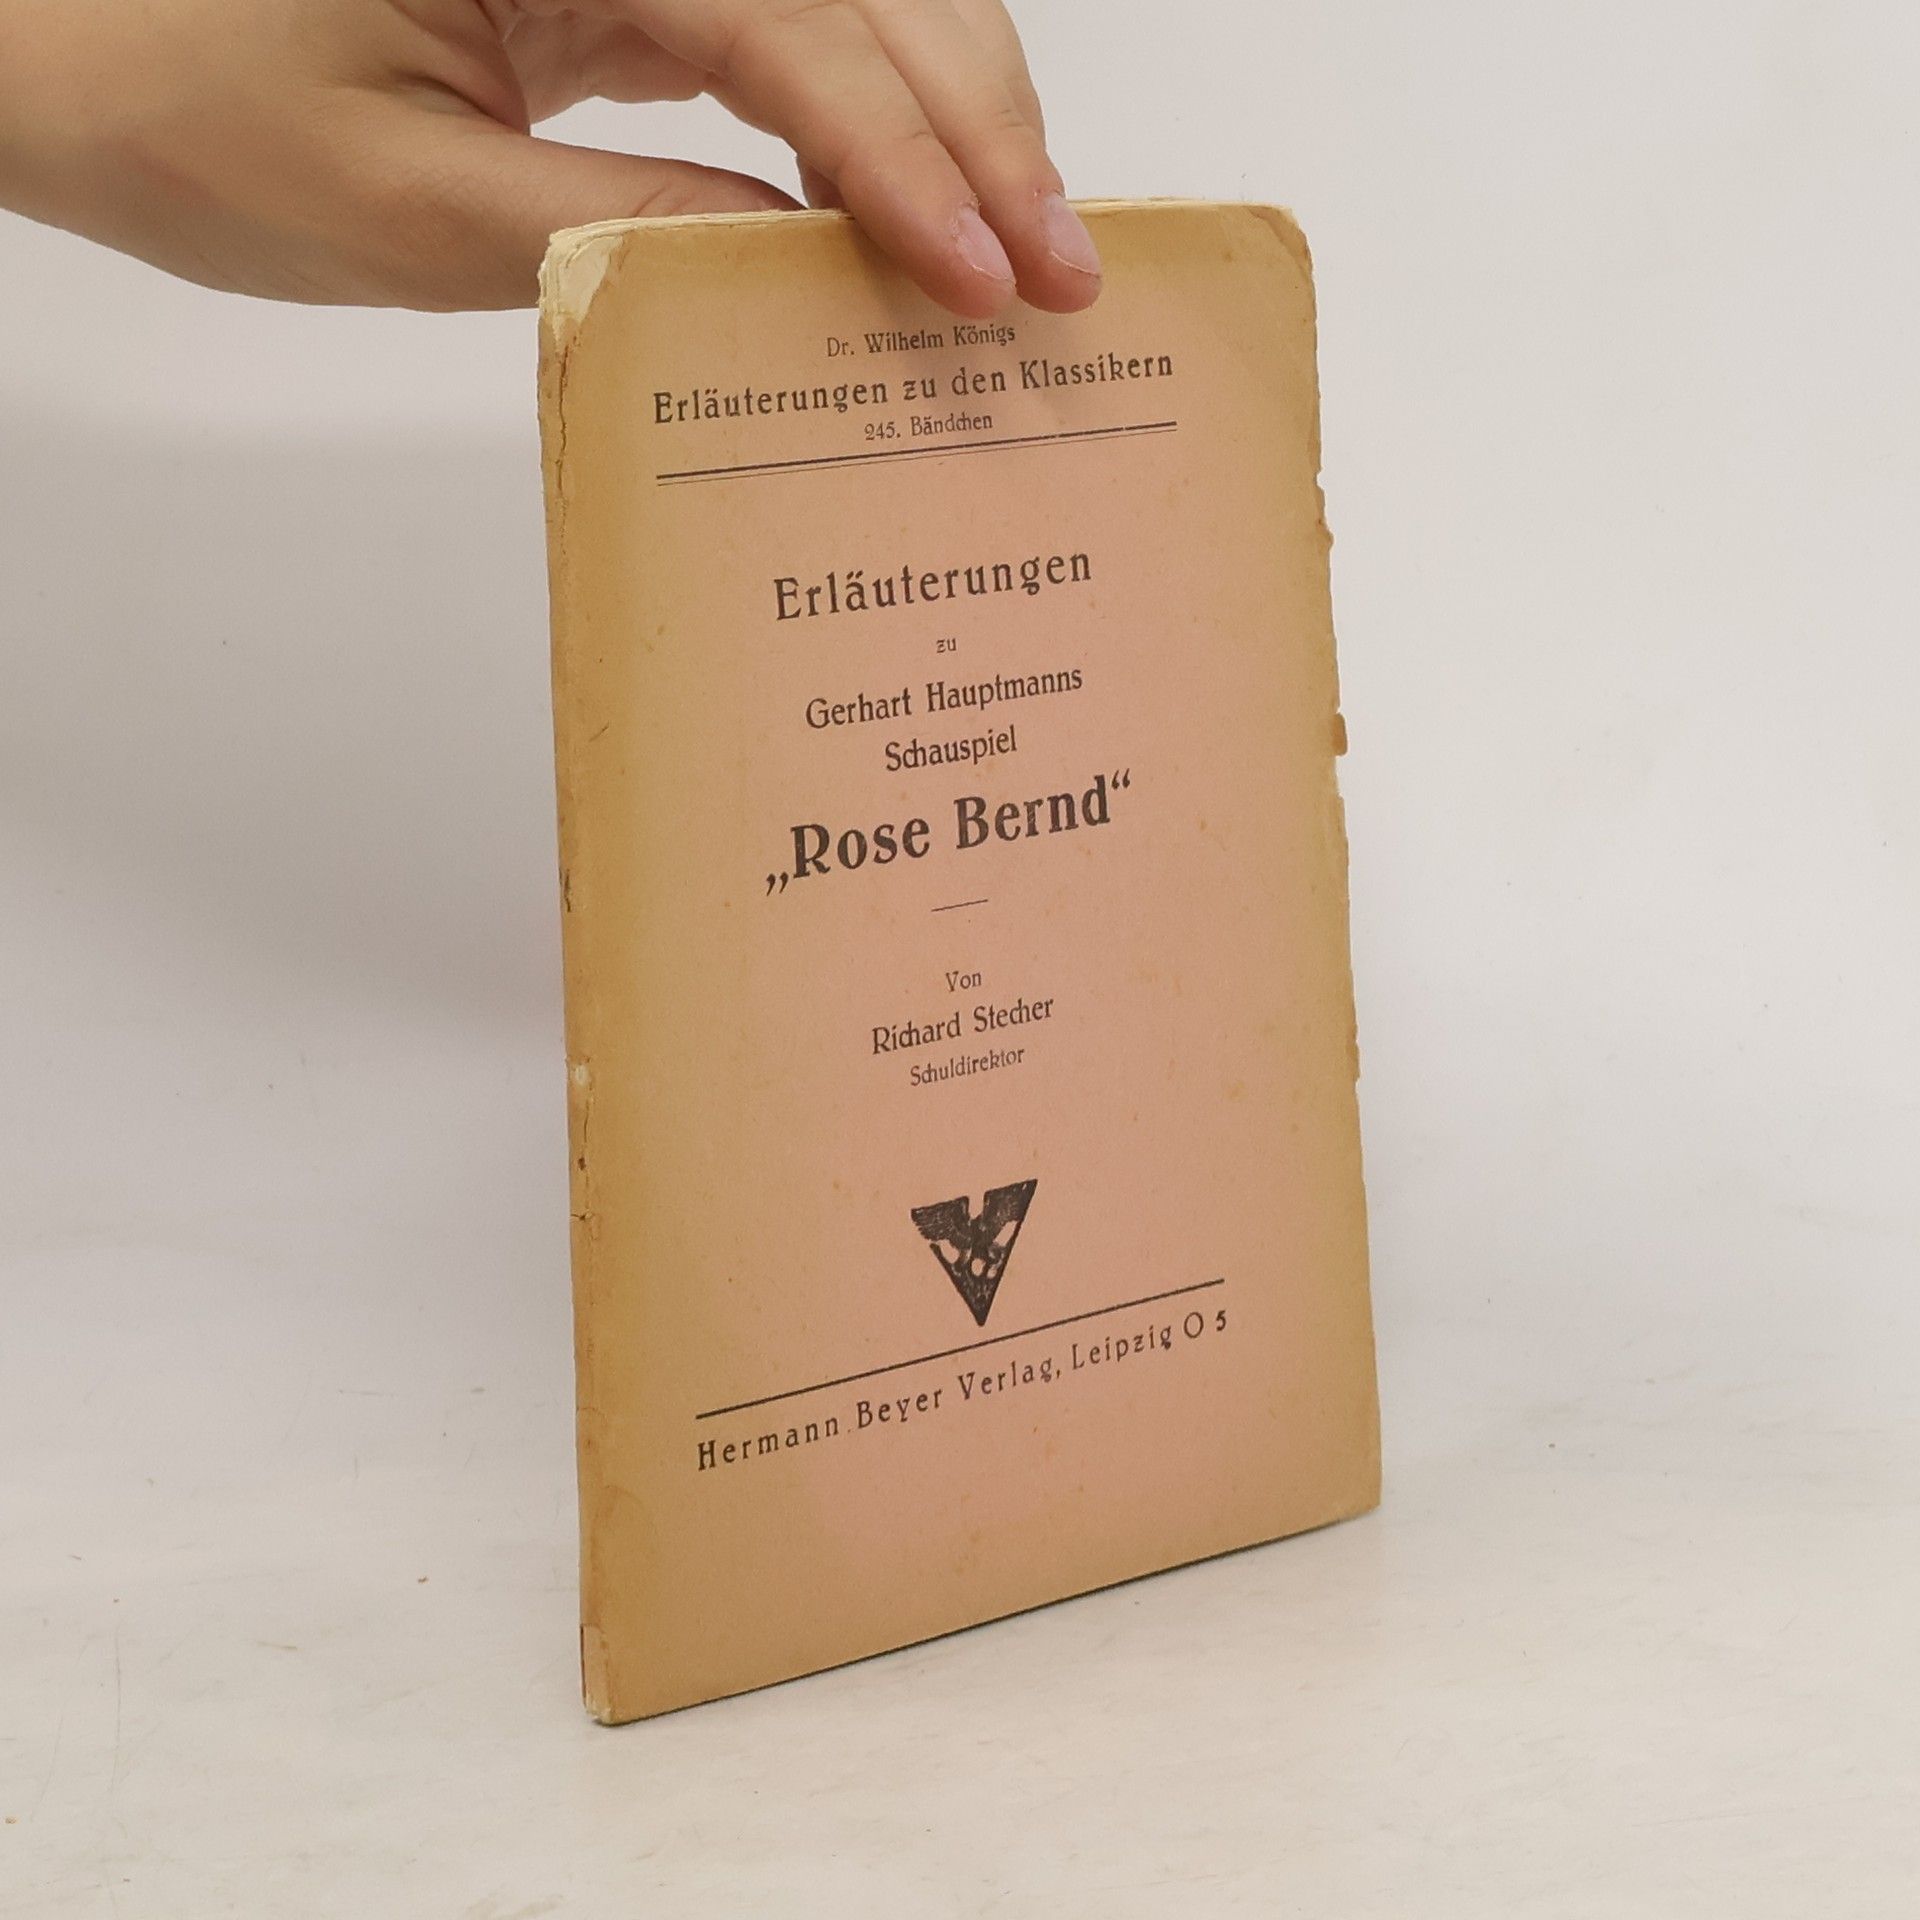 Dr. Wilhelm Königs
Erläuterungen zu den Klassikern
245. Bändchen
Erläuterungen
zu
Gerhart Hauptmanns
Schauspiel
„Rose Bernd“
Von
Richard Stecher
Schuldirektor
Hermann Beyer Verlag, Leipzig O 5